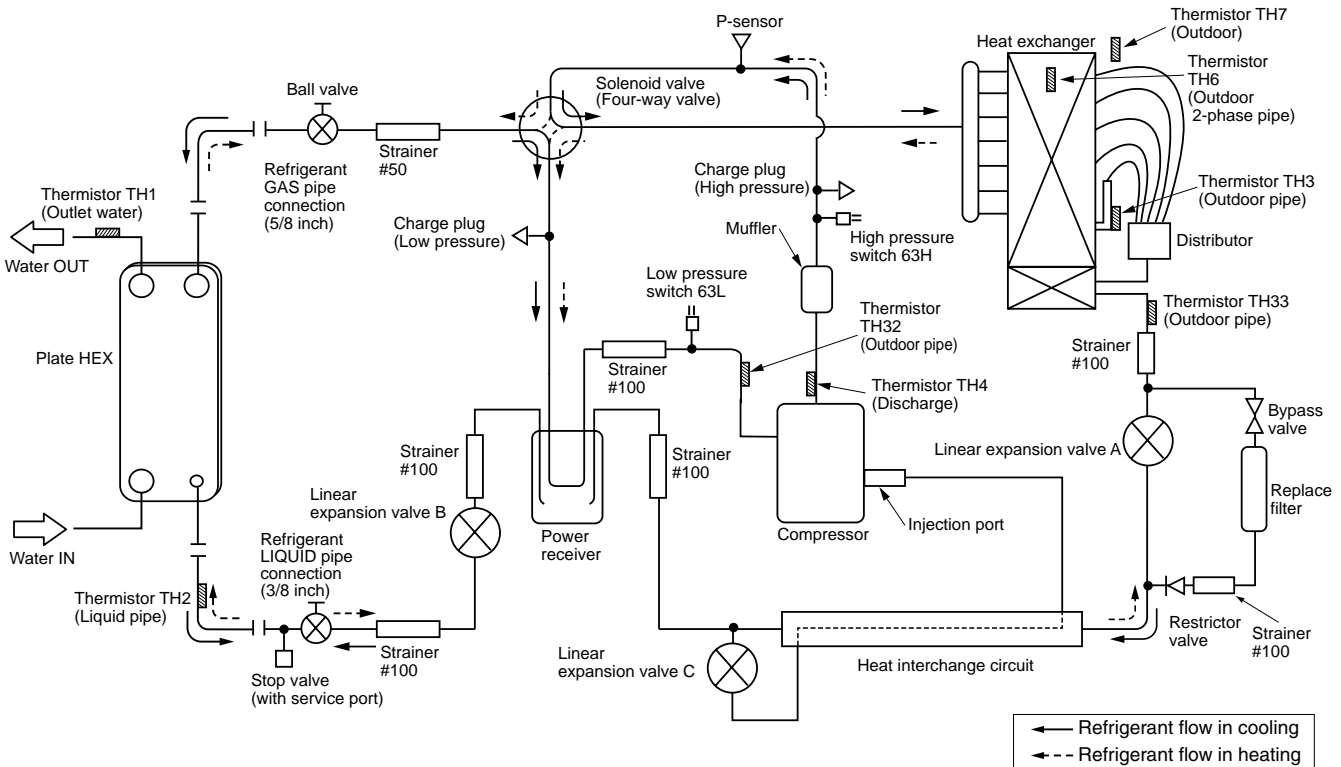 P-sensor
Thermistor TH7
(Outdoor)
Heat exchanger
Thermistor
TH6
(Outdoor
2-phase pipe)
Solenoid valve
(Four-way valve)
Ball valve
Strainer
#50
Refrigerant
GAS pipe
connection
(5/8 inch)
Thermistor TH1
(Outlet water)
Water OUT
Charge plug
(High pressure)
Thermistor TH3
(Outdoor pipe)
Charge plug
(Low pressure)
Muffler
High pressure
switch 63H
Distributor
Low pressure
switch 63L
Thermistor TH33
(Outdoor pipe)
Thermistor
TH32
(Outdoor pipe)
Plate HEX
Strainer
#100
Strainer
#100
Thermistor TH4
(Discharge)
Bypass
valve
Linear expansion valve A
Strainer
#100
Strainer
#100
Linear
expansion valve B
Replace
filter
Injection port
Power
receiver
Compressor
Water IN
Refrigerant
LIQUID pipe
connection
(3/8 inch)
Thermistor TH2
(Liquid pipe)
Restrictor
valve
Strainer
#100
Strainer
#100
Stop valve
(with service port)
Linear
expansion valve C
Heat interchange circuit
Refrigerant flow in cooling
Refrigerant flow in heating